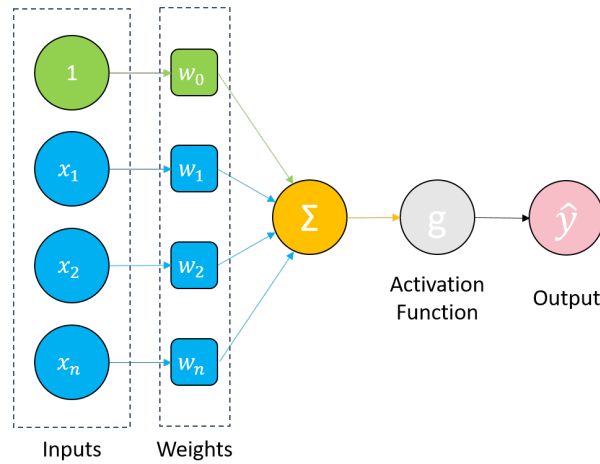 1 w₀
x₁ w₁
Σ g ŷ
x₂ w₂
Activation
Function
Output
xₙ wₙ
Inputs Weights